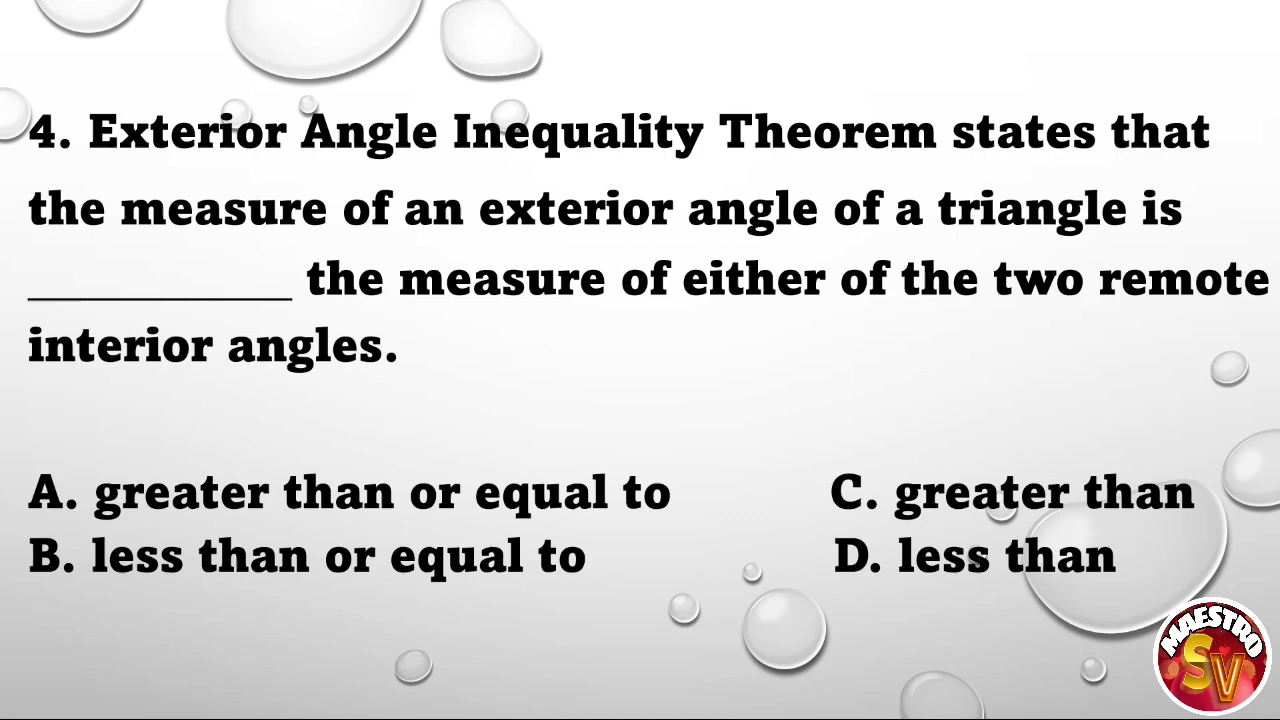 4. Exterior Angle Inequality Theorem states that
the measure of an exterior angle of a triangle is
___________ the measure of either of the two remote
interior angles.
A. greater than or equal to C. greater than
B. less than or equal to D. less than
MAESTRO
SV